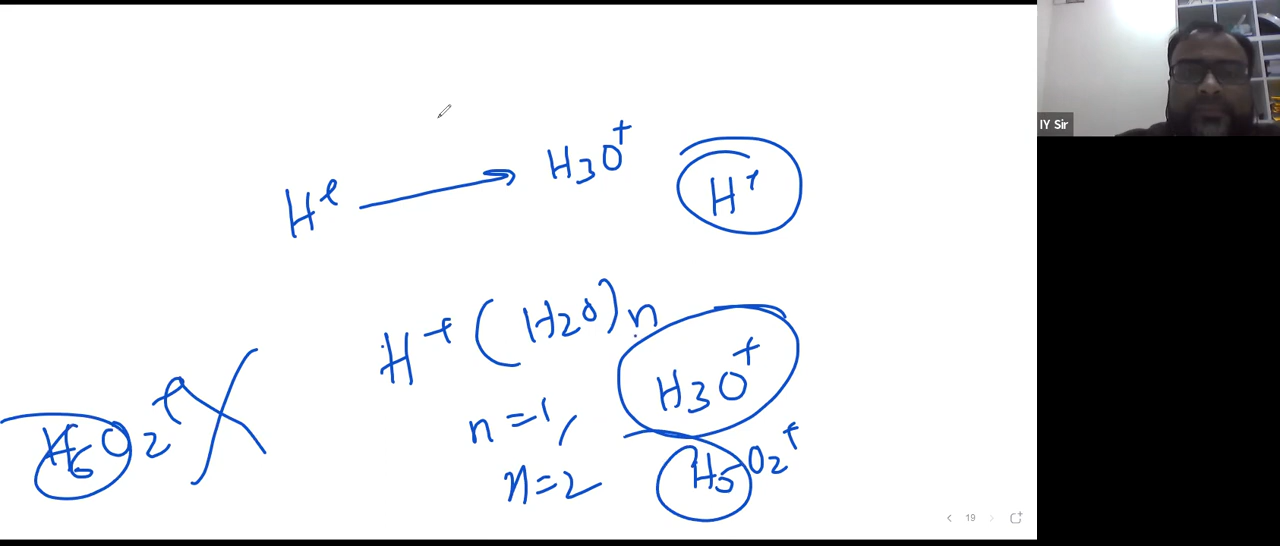 H⁺ → H3O⁺ H⁺
H⁺(H2O)n
n=1, H3O⁺
n=2 H5O2⁺
H6O2⁺ X
IY Sir
19